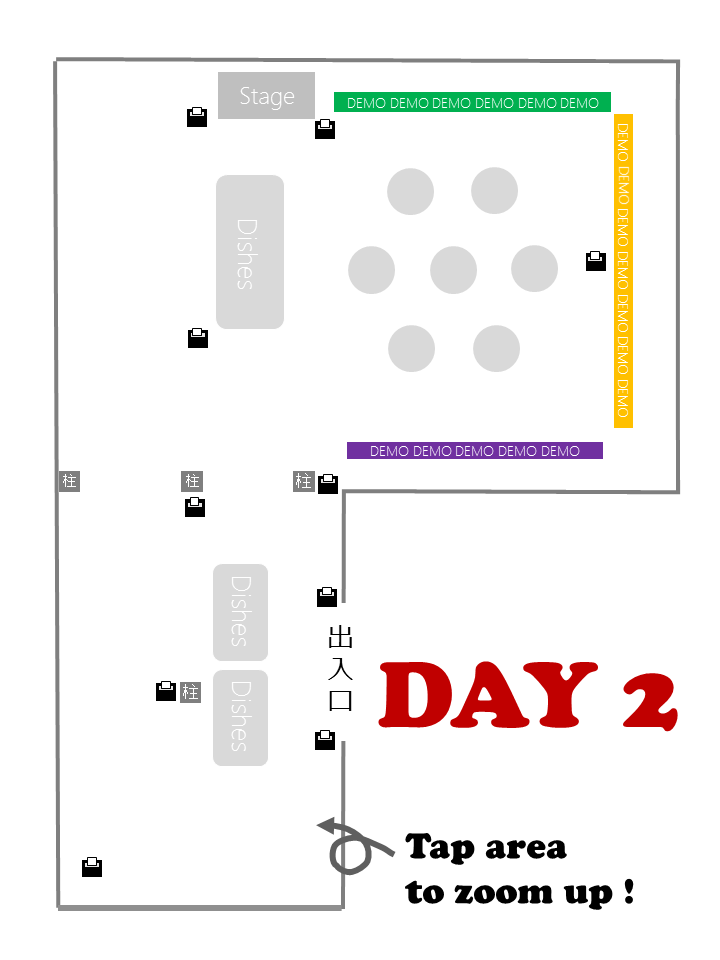 Stage
DEMO DEMO DEMO DEMO DEMO DEMO
DEMO DEMO DEMO DEMO DEMO DEMO DEMO
Dishes
DEMO DEMO DEMO DEMO DEMO
柱
柱
柱
Dishes
出入口
柱
Dishes
DAY 2
Tap area
to zoom up !